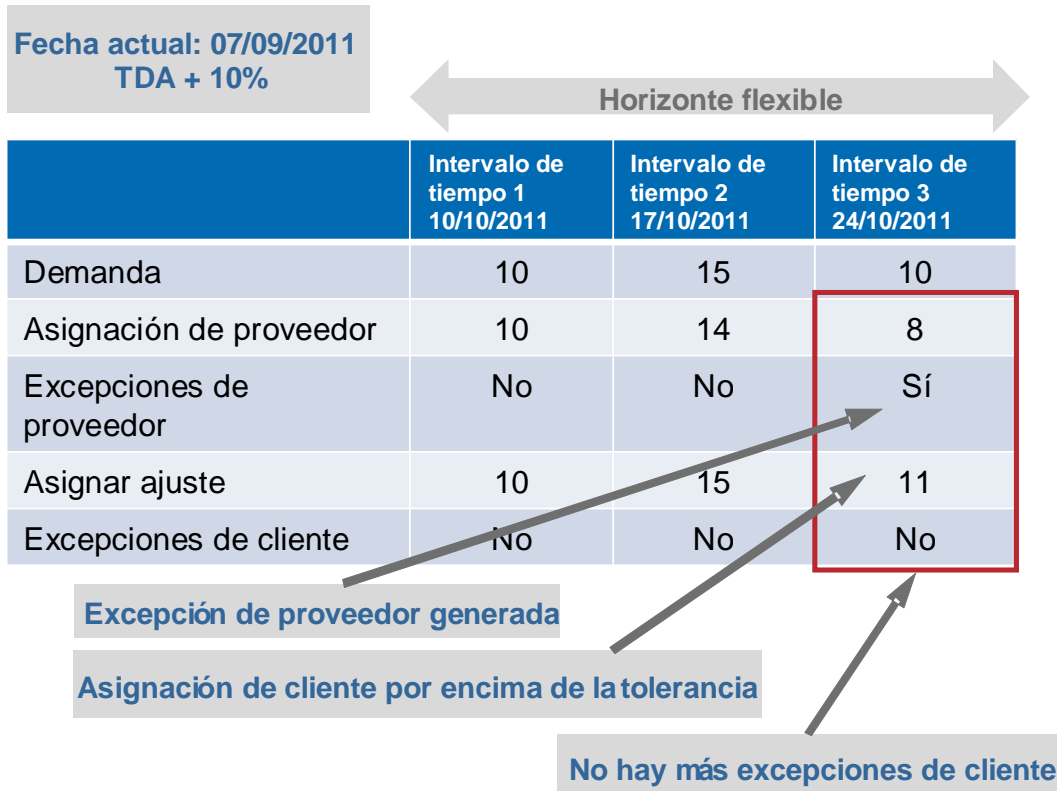 Fecha actual: 07/09/2011
TDA + 10%
Horizonte flexible
Intervalo de tiempo 1 10/10/2011
Intervalo de tiempo 2 17/10/2011
Intervalo de tiempo 3 24/10/2011
Demanda 10 15 10
Asignación de proveedor 10 14 8
Excepciones de proveedor No No Sí
Asignar ajuste 10 15 11
Excepciones de cliente No No No
Excepción de proveedor generada
Asignación de cliente por encima de la tolerancia
No hay más excepciones de cliente